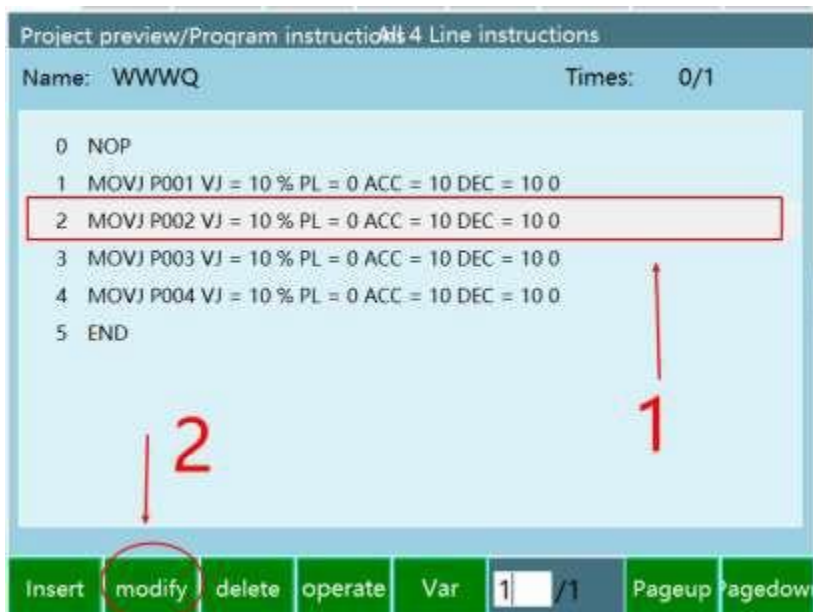 Project preview/Program instructions All 4 Line instructions
Name: WWWQ Times: 0/1
0 NOP
1 MOVJ P001 VJ = 10 % PL = 0 ACC = 10 DEC = 10 0
2 MOVJ P002 VJ = 10 % PL = 0 ACC = 10 DEC = 10 0
3 MOVJ P003 VJ = 10 % PL = 0 ACC = 10 DEC = 10 0
4 MOVJ P004 VJ = 10 % PL = 0 ACC = 10 DEC = 10 0
5 END
1
2
Insert modify delete operate Var 1 /1 Pageup Pagedown